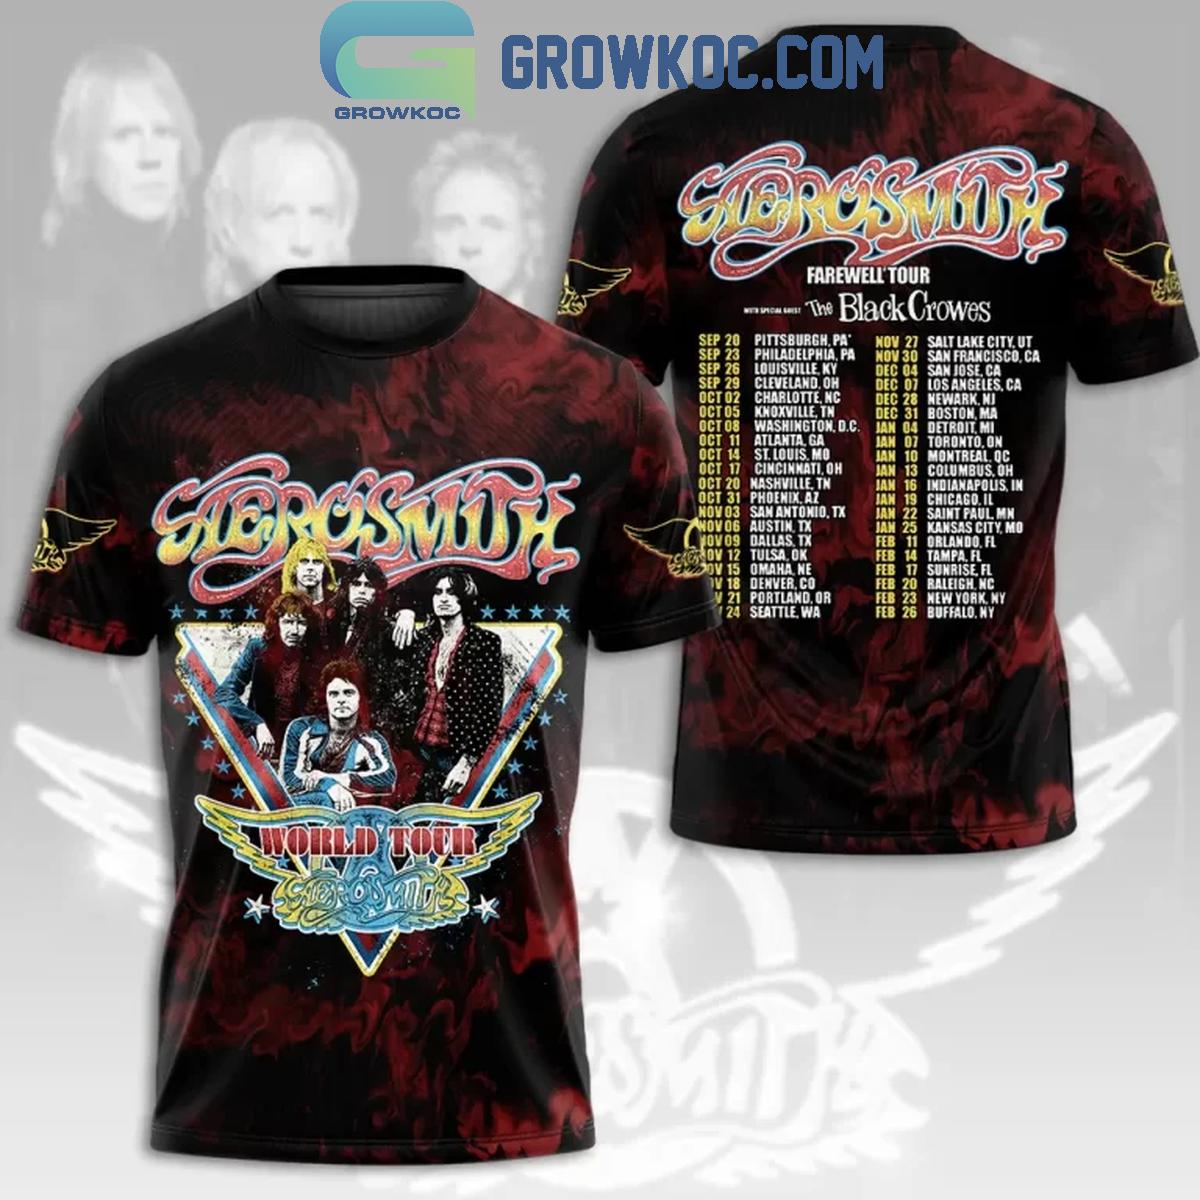 GROWKOC
GROWKOC.COM
AEROSMITH
WORLD TOUR
AEROSMITH
AEROSMITH
FAREWELL TOUR
WITH SPECIAL GUEST The Black Crowes
SEP 20 PITTSBURGH, PA*
SEP 23 PHILADELPHIA, PA
SEP 26 LOUISVILLE, KY
SEP 29 CLEVELAND, OH
OCT 02 CHARLOTTE, NC
OCT 05 KNOXVILLE, TN
OCT 08 WASHINGTON, D.C.
OCT 11 ATLANTA, GA
OCT 14 ST. LOUIS, MO
OCT 17 CINCINNATI, OH
OCT 20 NASHVILLE, TN
OCT 31 PHOENIX, AZ
NOV 03 SAN ANTONIO, TX
NOV 06 AUSTIN, TX
NOV 09 DALLAS, TX
OV 12 TULSA, OK
OV 15 OMAHA, NE
OV 18 DENVER, CO
V 21 PORTLAND, OR
24 SEATTLE, WA
NOV 27 SALT LAKE CITY, UT
NOV 30 SAN FRANCISCO, CA
DEC 04 SAN JOSE, CA
DEC 07 LOS ANGELES, CA
DEC 28 NEWARK, NJ
DEC 31 BOSTON, MA
JAN 04 DETROIT, MI
JAN 07 TORONTO, ON
JAN 10 MONTREAL, QC
JAN 13 COLUMBUS, OH
JAN 16 INDIANAPOLIS, IN
JAN 19 CHICAGO, IL
JAN 22 SAINT PAUL, MN
JAN 25 KANSAS CITY, MO
FEB 11 ORLANDO, FL
FEB 14 TAMPA, FL
FEB 17 SUNRISE, FL
FEB 20 RALEIGH, NC
FEB 23 NEW YORK, NY
FEB 26 BUFFALO, NY